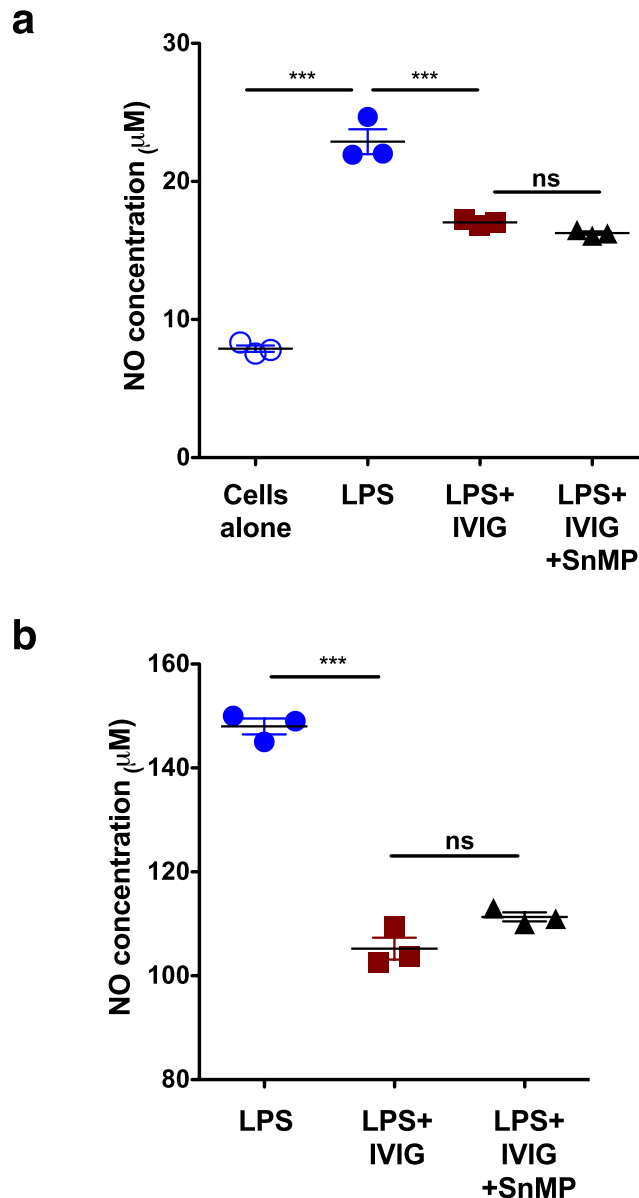 a
NO concentration (μM)
30
20
10
0
***
***
ns
Cells
alone
LPS
LPS+
IVIG
LPS+
IVIG
+SnMP
b
NO concentration (μM)
160
140
120
100
80
***
ns
LPS
LPS+
IVIG
LPS+
IVIG
+SnMP